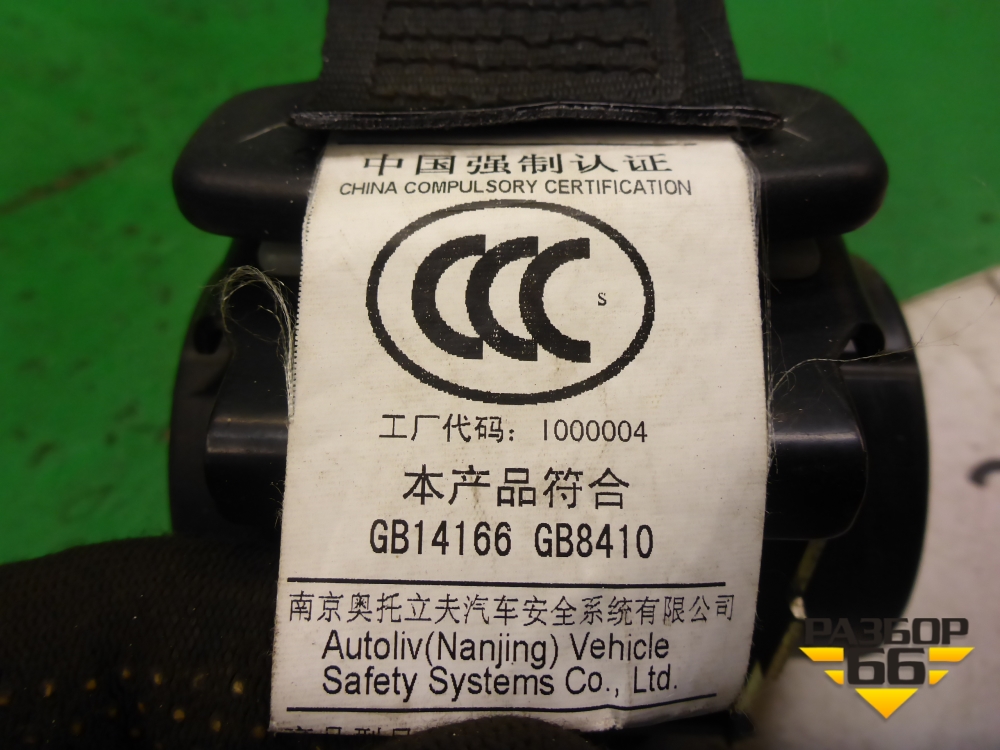 中国强制认证
CHINA COMPULSORY CERTIFICATION
CCC S
工厂代码: 1000004
本产品符合
GB14166 GB8410
南京奥托立夫汽车安全系统有限公司
Autoliv(Nanjing) Vehicle
Safety Systems Co., Ltd.
РАЗБОР
66